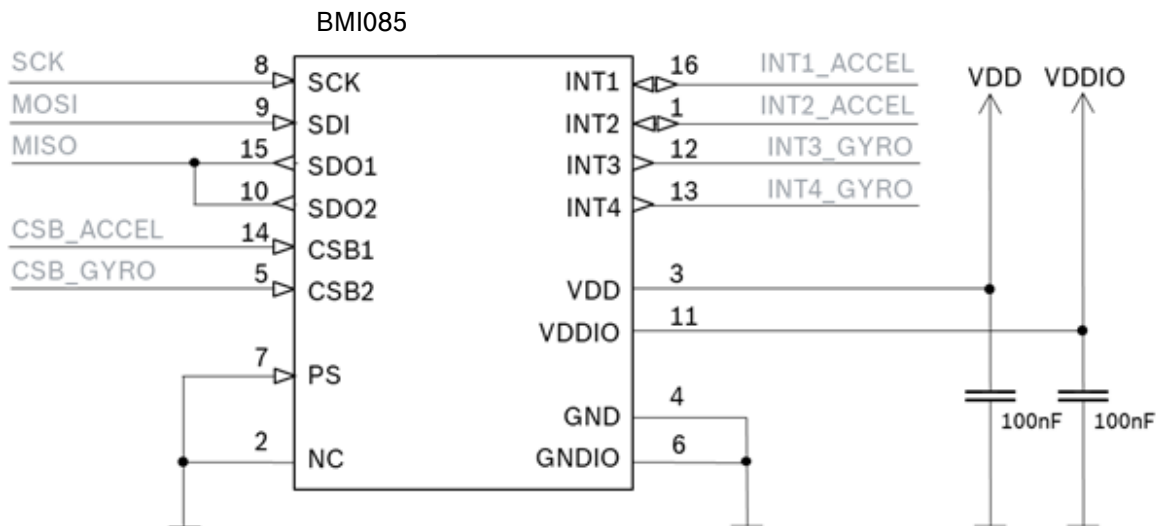 BMI085
SCK 8 SCK
MOSI 9 SDI
MISO 15 SDO1
10 SDO2
CSB_ACCEL 14 CSB1
CSB_GYRO 5 CSB2
7 PS
2 NC
INT1 16 INT1_ACCEL
INT2 1 INT2_ACCEL
INT3 12 INT3_GYRO
INT4 13 INT4_GYRO
VDD 3
VDDIO 11
GND 4
GNDIO 6
VDD VDDIO
100nF 100nF